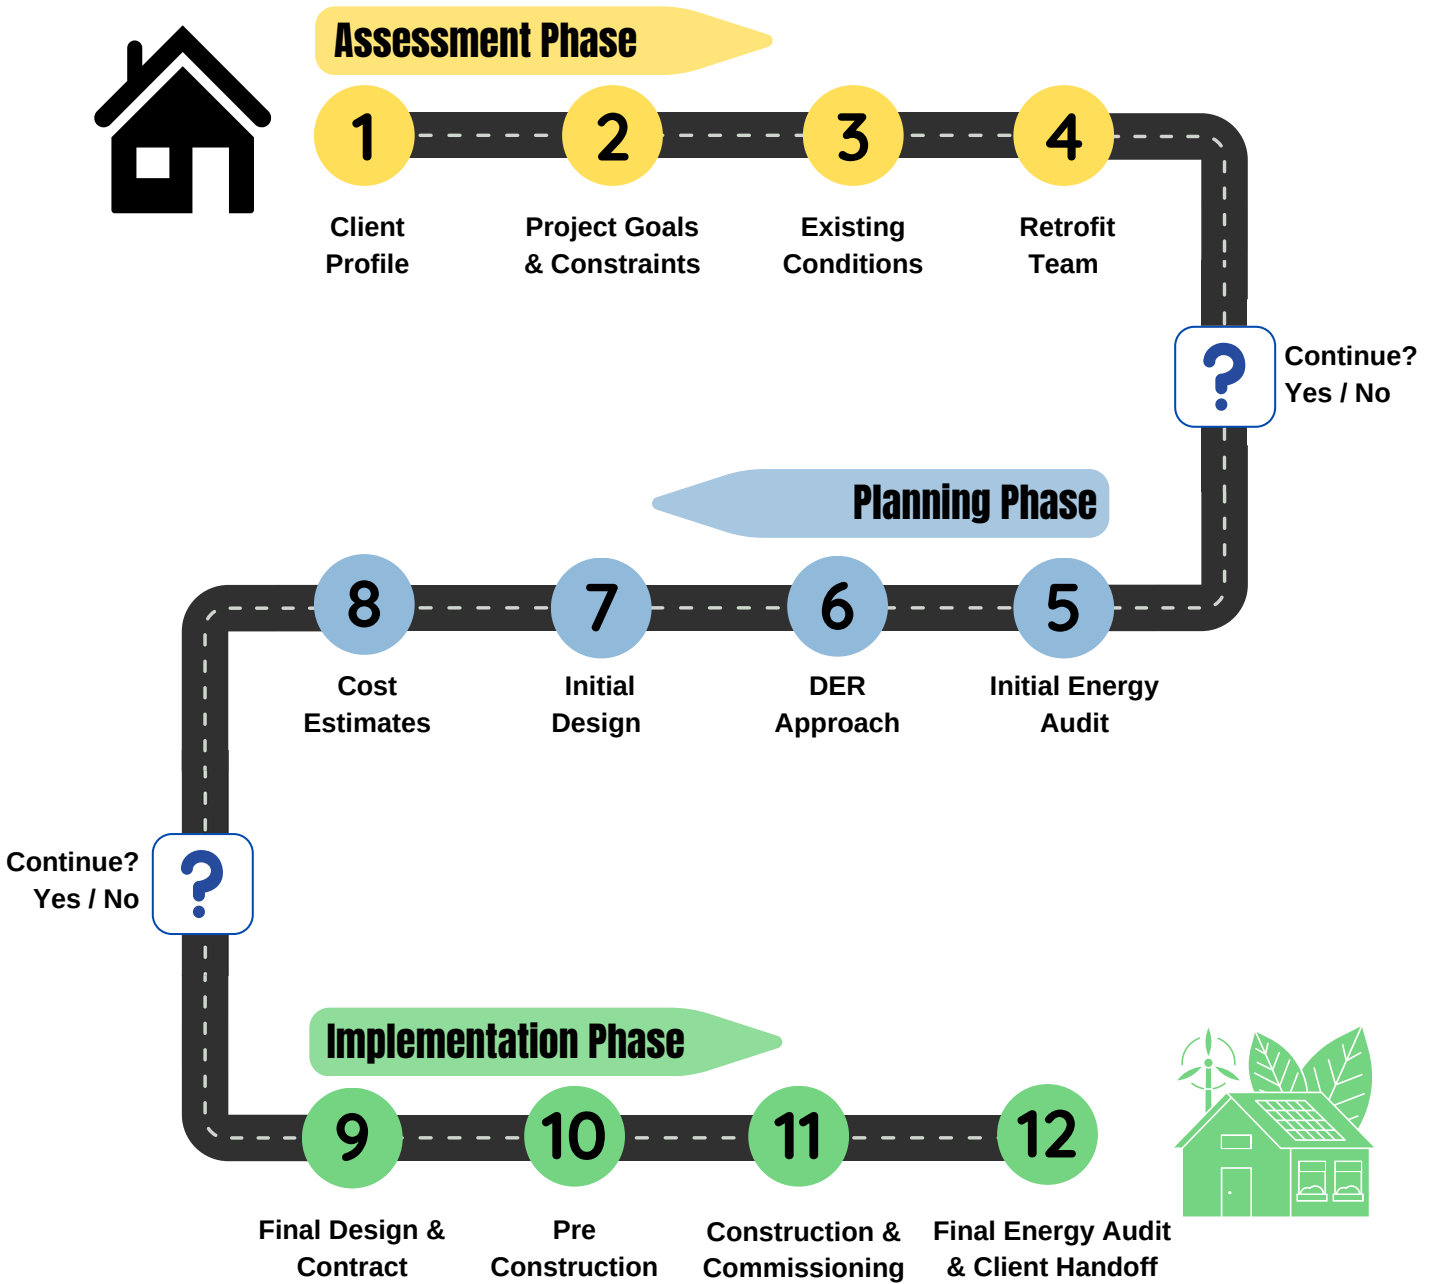 Assessment Phase
1
2
3
4
Client
Profile
Project Goals
& Constraints
Existing
Conditions
Retrofit
Team
?
Continue?
Yes / No
Planning Phase
8
7
6
5
Cost
Estimates
Initial
Design
DER
Approach
Initial Energy
Audit
Continue?
Yes / No
?
Implementation Phase
9
10
11
12
Final Design &
Contract
Pre
Construction
Construction &
Commissioning
Final Energy Audit
& Client Handoff